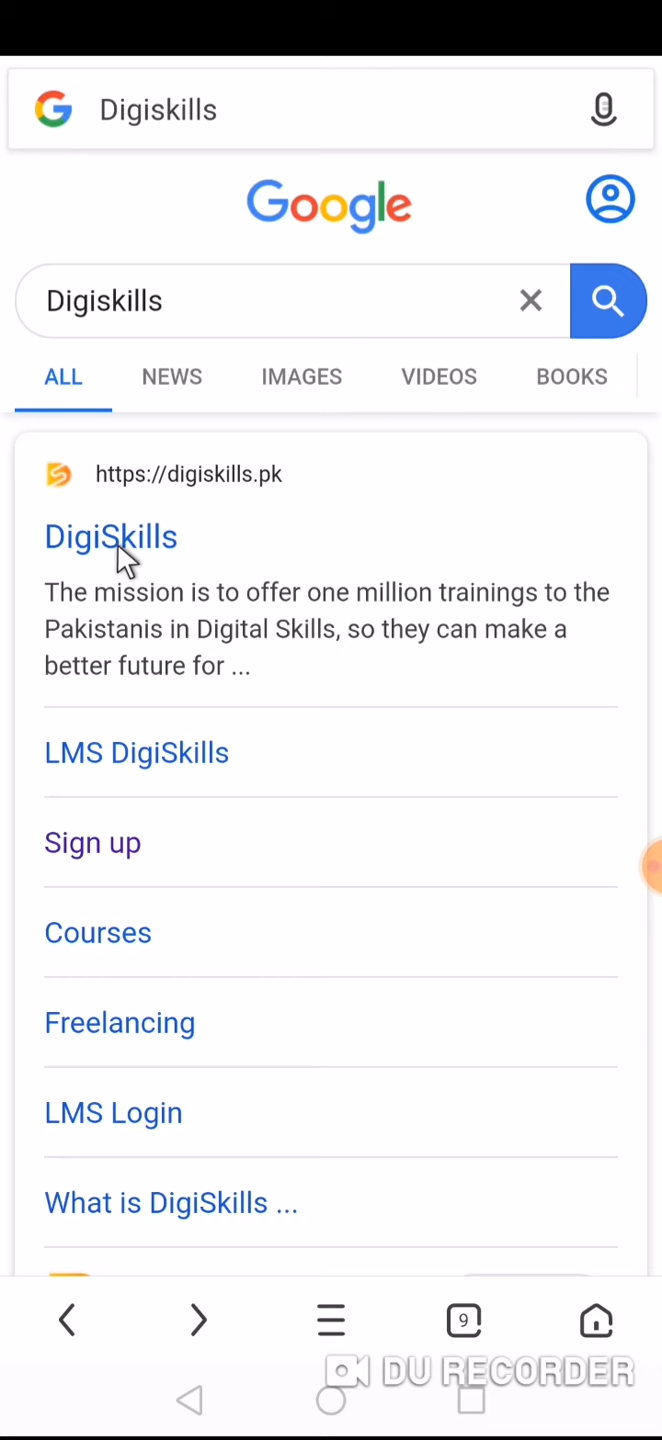 Digiskills
Google
Digiskills
ALL NEWS IMAGES VIDEOS BOOKS
https://digiskills.pk
DigiSkills
The mission is to offer one million trainings to the
Pakistanis in Digital Skills, so they can make a
better future for ...
LMS DigiSkills
Sign up
Courses
Freelancing
LMS Login
What is DigiSkills ...
9
DU RECORDER